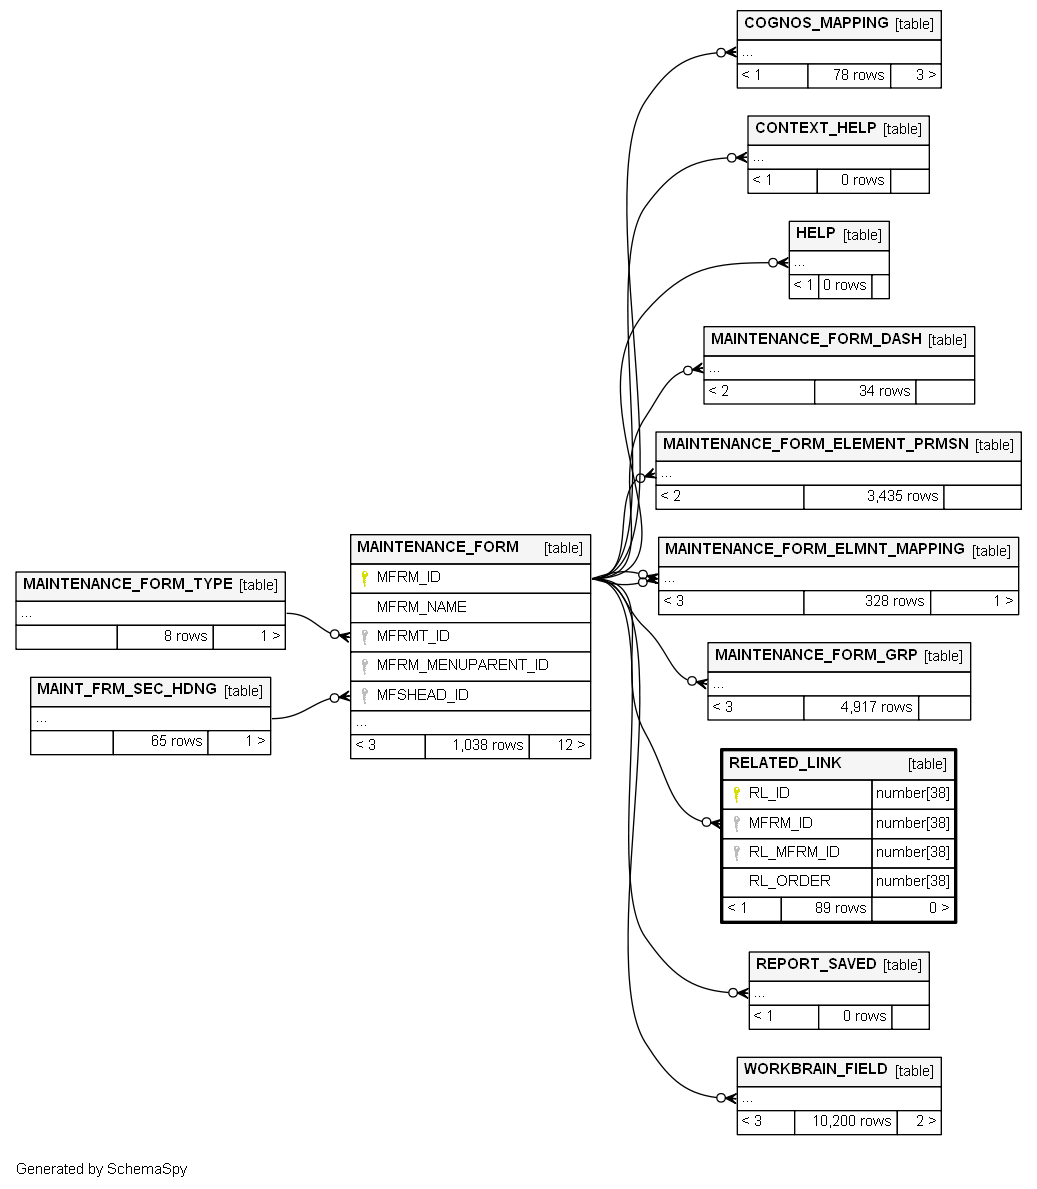 COGNOS_MAPPING [table]
...
< 1 78 rows 3 >
CONTEXT_HELP [table]
...
< 1 0 rows
HELP [table]
...
< 1 0 rows
MAINTENANCE_FORM_DASH [table]
...
< 2 34 rows
MAINTENANCE_FORM_ELEMENT_PRMSN [table]
...
< 2 3,435 rows
MAINTENANCE_FORM_ELMNT_MAPPING [table]
...
< 3 328 rows 1 >
MAINTENANCE_FORM_TYPE [table]
...
8 rows 1 >
MAINT_FRM_SEC_HDNG [table]
...
65 rows 1 >
MAINTENANCE_FORM [table]
MFRM_ID
MFRM_NAME
MFRMT_ID
MFRM_MENUPARENT_ID
MFSHEAD_ID
...
< 3 1,038 rows 12 >
MAINTENANCE_FORM_GRP [table]
...
< 3 4,917 rows
RELATED_LINK [table]
RL_ID number[38]
MFRM_ID number[38]
RL_MFRM_ID number[38]
RL_ORDER number[38]
< 1 89 rows 0 >
REPORT_SAVED [table]
...
< 1 0 rows
WORKBRAIN_FIELD [table]
...
< 3 10,200 rows 2 >
Generated by SchemaSpy